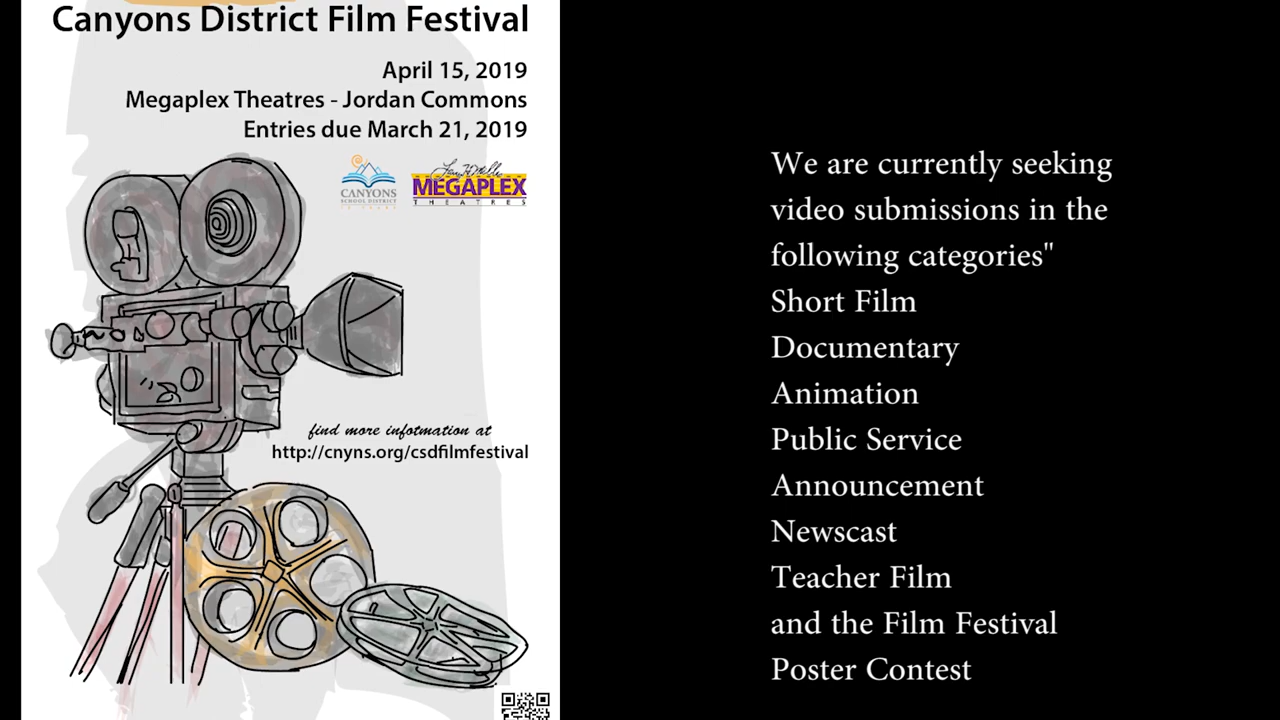 Canyons District Film Festival
April 15, 2019
Megaplex Theatres - Jordan Commons
Entries due March 21, 2019
CANYONS
SCHOOL DISTRICT
MEGAPLEX
THEATRES
find more infotmation at
http://cnyns.org/csdfilmfestival
We are currently seeking
video submissions in the
following categories"
Short Film
Documentary
Animation
Public Service
Announcement
Newscast
Teacher Film
and the Film Festival
Poster Contest